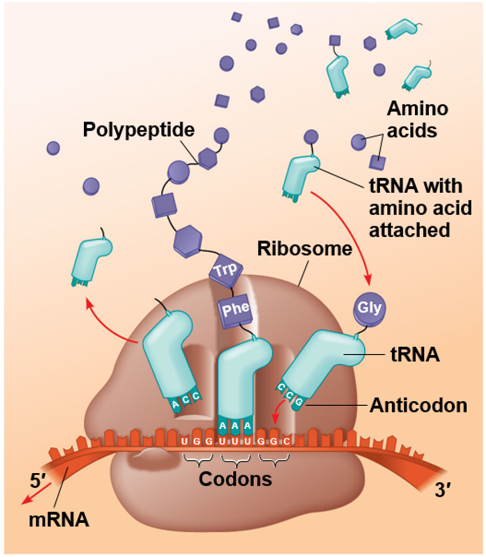 Amino
acids
Polypeptide
tRNA with
amino acid
attached
Ribosome
Trp
Phe
Gly
tRNA
A C C
C C G
Anticodon
A A A
U G G U U U G G C
Codons
5′
3′
mRNA